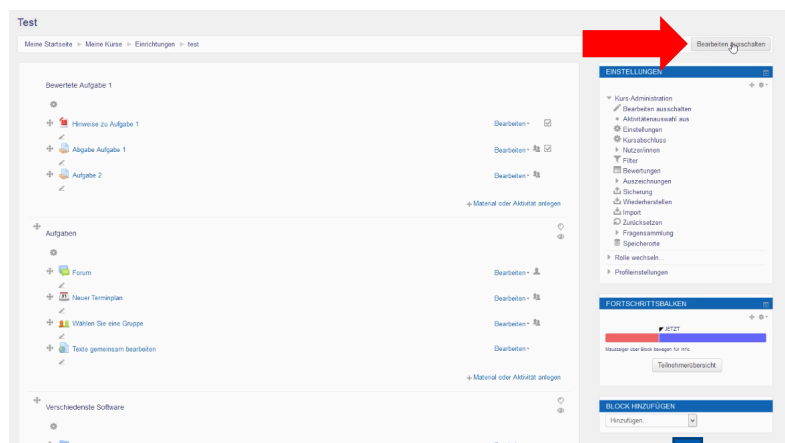 Test
Meine Startseite ▶ Meine Kurse ▶ Einrichtungen ▶ test
Bearbeiten ausschalten
Bewertete Aufgabe 1
Hinweise zu Aufgabe 1
Bearbeiten
Abgabe Aufgabe 1
Bearbeiten
Aufgabe 2
Bearbeiten
+ Material oder Aktivität anlegen
Aufgaben
Forum
Bearbeiten
Neuer Terminplan
Bearbeiten
Wählen Sie eine Gruppe
Bearbeiten
Texte gemeinsam bearbeiten
Bearbeiten
+ Material oder Aktivität anlegen
Verschiedenste Software
EINSTELLUNGEN
Kurs-Administration
Bearbeiten ausschalten
Aktivitätenauswahl aus
Einstellungen
Kursabschluss
Nutzer/innen
Filter
Bewertungen
Auszeichnungen
Sicherung
Wiederherstellen
Import
Zurücksetzen
Fragensammlung
Speicherorte
Rolle wechseln...
Profileinstellungen
FORTSCHRITTSBALKEN
JETZT
Mauszeiger über Block bewegen für Info.
Teilnehmerübersicht
BLOCK HINZUFÜGEN
Hinzufügen...